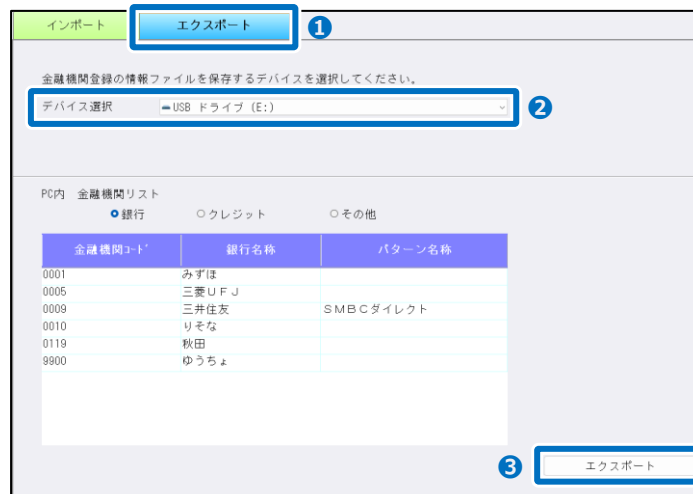 インポート エクスポート ❶
金融機関登録の情報ファイルを保存するデバイスを選択してください。
デバイス選択 USB ドライブ (E:) ❷
PC内 金融機関リスト
銀行 クレジット その他
金融機関ｺｰﾄﾞ 銀行名称 パターン名称
0001 みずほ
0005 三菱ＵＦＪ
0009 三井住友 ＳＭＢＣダイレクト
0010 りそな
0119 秋田
9900 ゆうちょ
❸ エクスポート